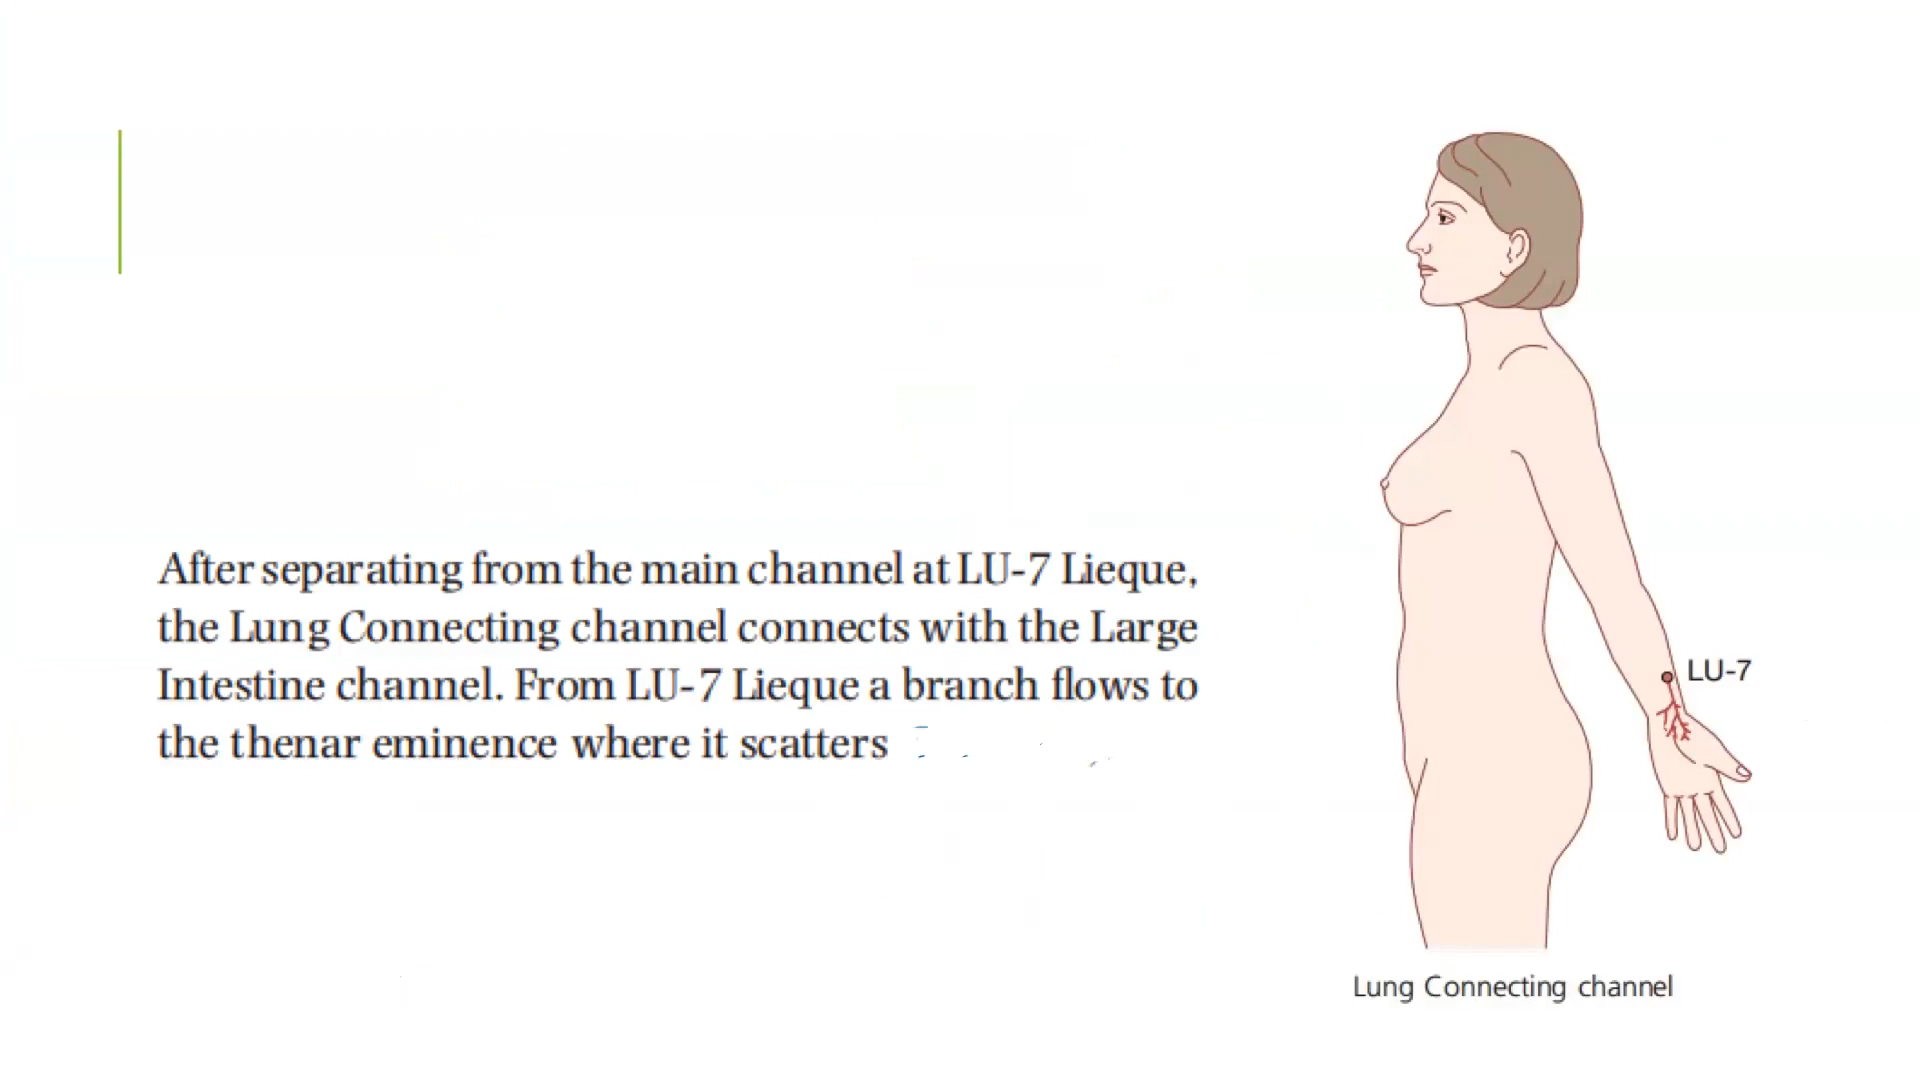 After separating from the main channel at LU-7 Lieque,
the Lung Connecting channel connects with the Large
Intestine channel. From LU-7 Lieque a branch flows to
the thenar eminence where it scatters
LU-7
Lung Connecting channel